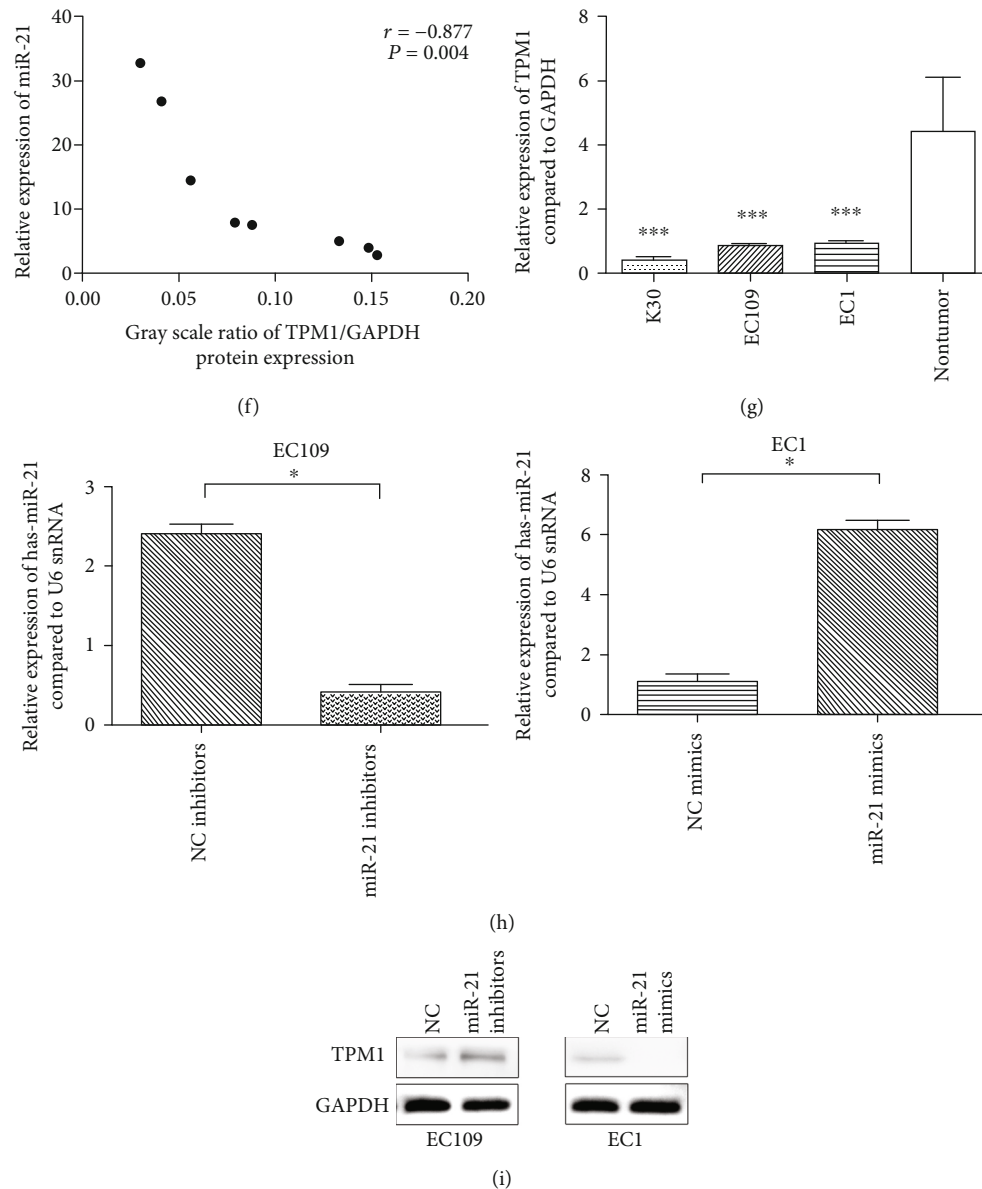 40
30
20
10
0
Relative expression of miR-21
r = −0.877
P = 0.004
0.00 0.05 0.10 0.15 0.20
Gray scale ratio of TPM1/GAPDH
protein expression
(f)
8
6
4
2
0
Relative expression of TPM1
compared to GAPDH
*** *** ***
K30
EC109
EC1
Nontumor
(g)
EC109
*
3
2
1
0
Relative expression of has-miR-21
compared to U6 snRNA
NC inhibitors
miR-21 inhibitors
EC1
*
8
6
4
2
0
Relative expression of has-miR-21
compared to U6 snRNA
NC mimics
miR-21 mimics
(h)
NC
miR-21
inhibitors
NC
miR-21
mimics
TPM1
GAPDH
EC109
EC1
(i)